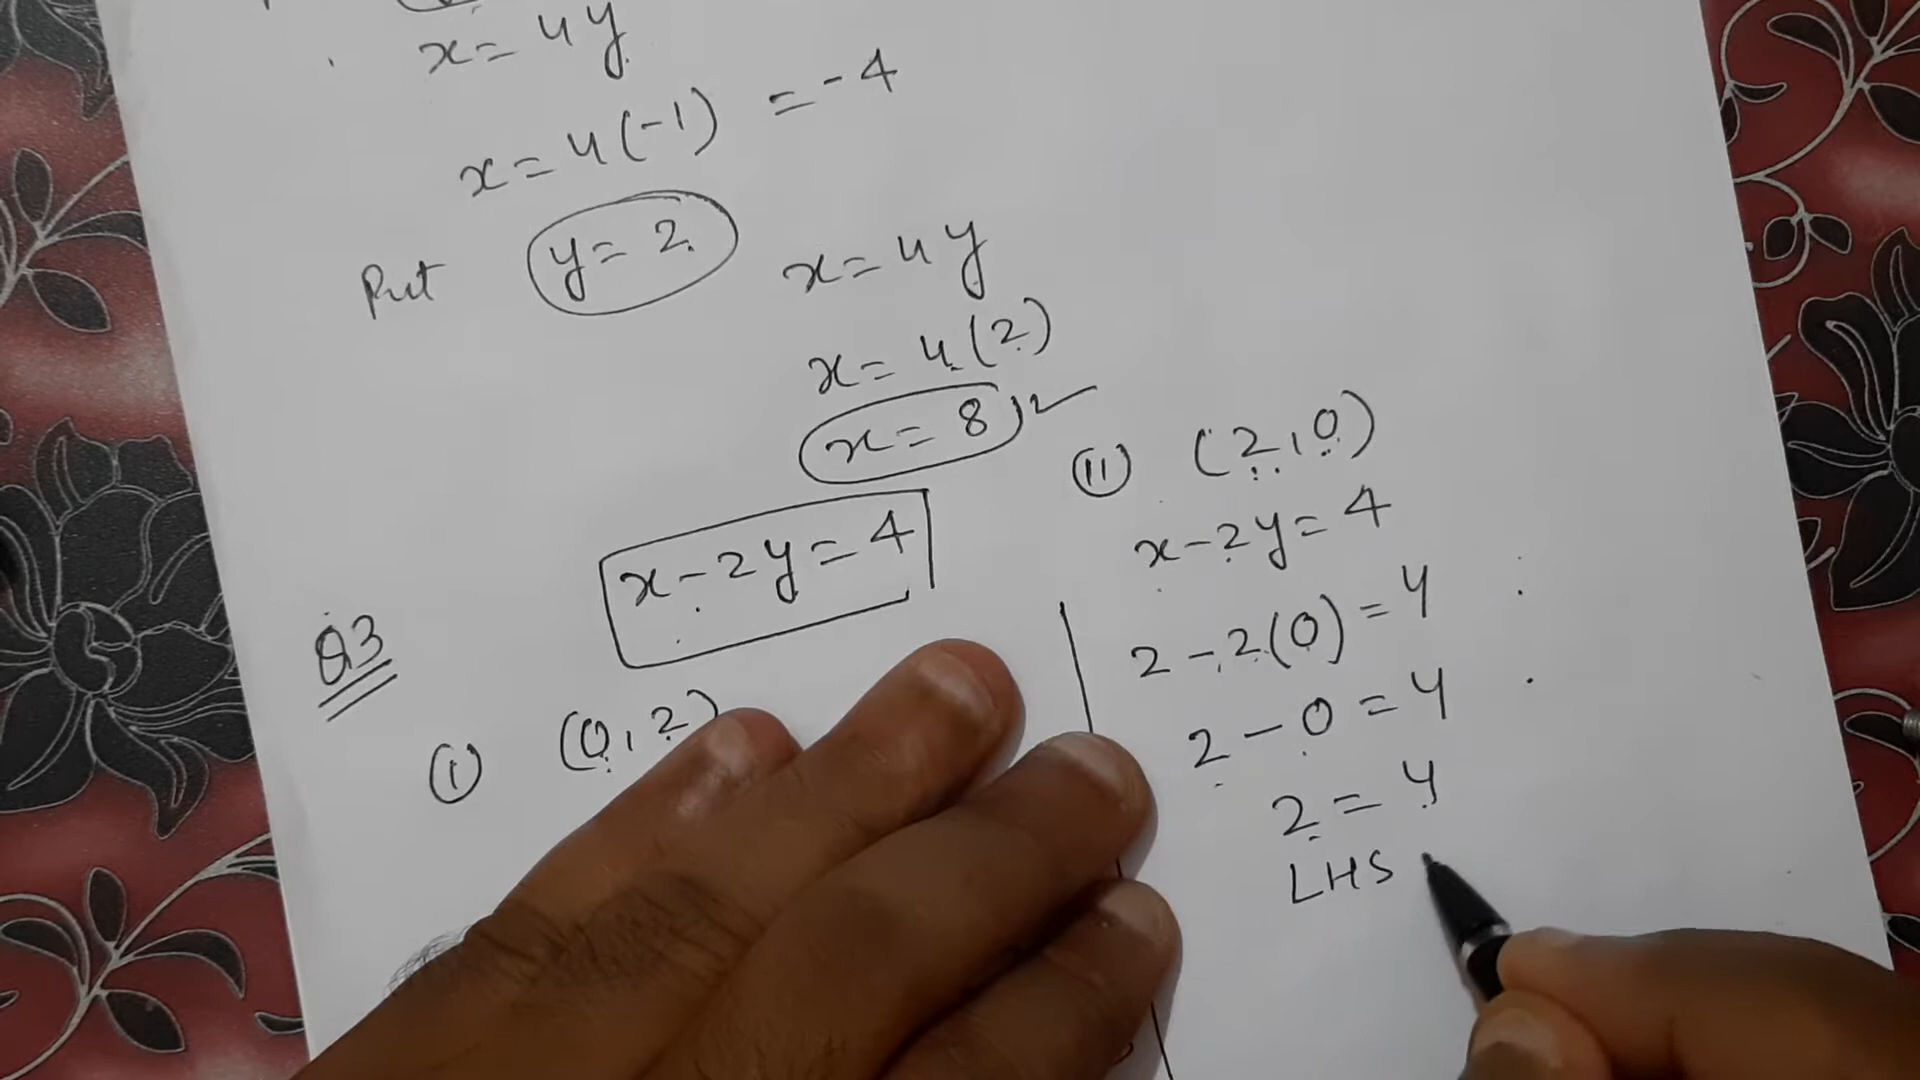 x = 4y
x = 4(-1) = -4
Put y = 2 x = 4y
x = 4(2)
x = 8
Q3 x - 2y = 4
(i) (0, 2)
(ii) (2, 0)
x - 2y = 4
2 - 2(0) = 4
2 - 0 = 4
2 = 4
LHS